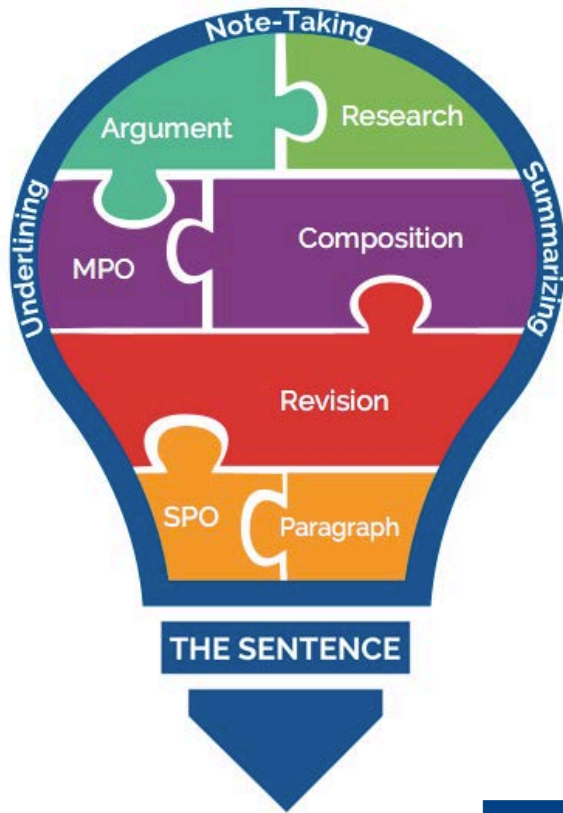 Note-Taking
Underlining
Summarizing
Argument
Research
MPO
Composition
Revision
SPO
Paragraph
THE SENTENCE